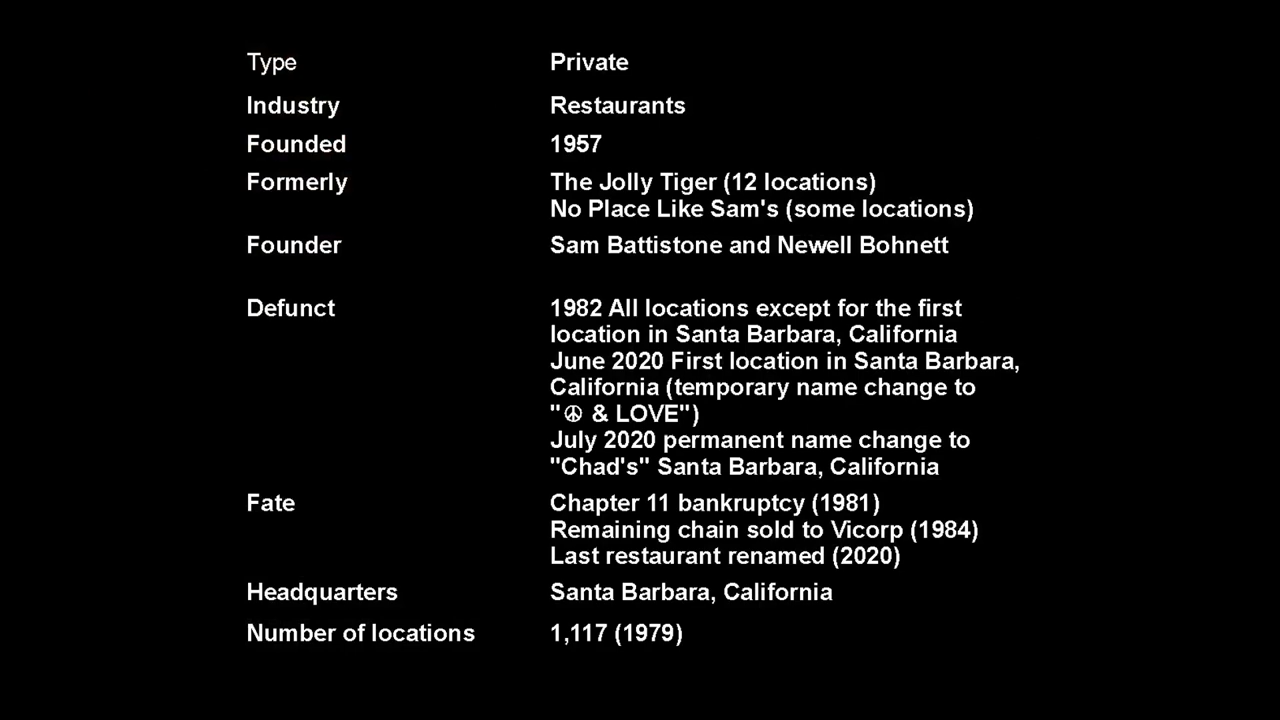 Type Private
Industry Restaurants
Founded 1957
Formerly The Jolly Tiger (12 locations)
No Place Like Sam's (some locations)
Founder Sam Battistone and Newell Bohnett
Defunct 1982 All locations except for the first
location in Santa Barbara, California
June 2020 First location in Santa Barbara,
California (temporary name change to
"☮ & LOVE")
July 2020 permanent name change to
"Chad's" Santa Barbara, California
Fate Chapter 11 bankruptcy (1981)
Remaining chain sold to Vicorp (1984)
Last restaurant renamed (2020)
Headquarters Santa Barbara, California
Number of locations 1,117 (1979)